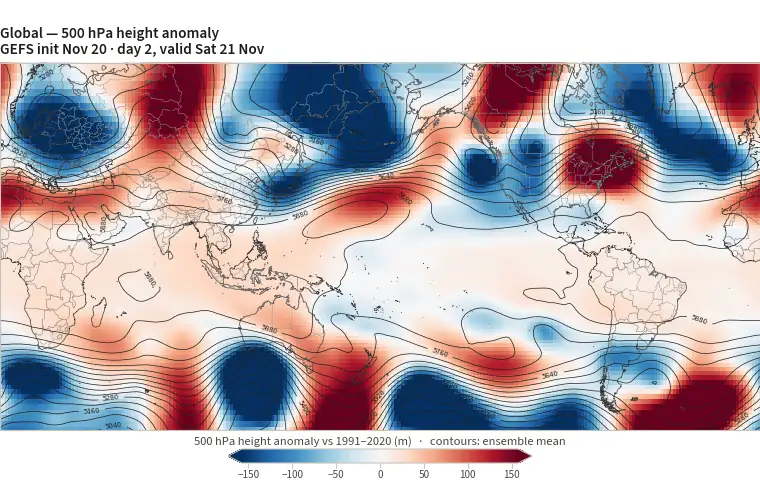 Global — 500 hPa height anomaly
GEFS init Nov 20 · day 2, valid Sat 21 Nov
500 hPa height anomaly vs 1991–2020 (m)   ·   contours: ensemble mean
−150 −100 −50 0 50 100 150